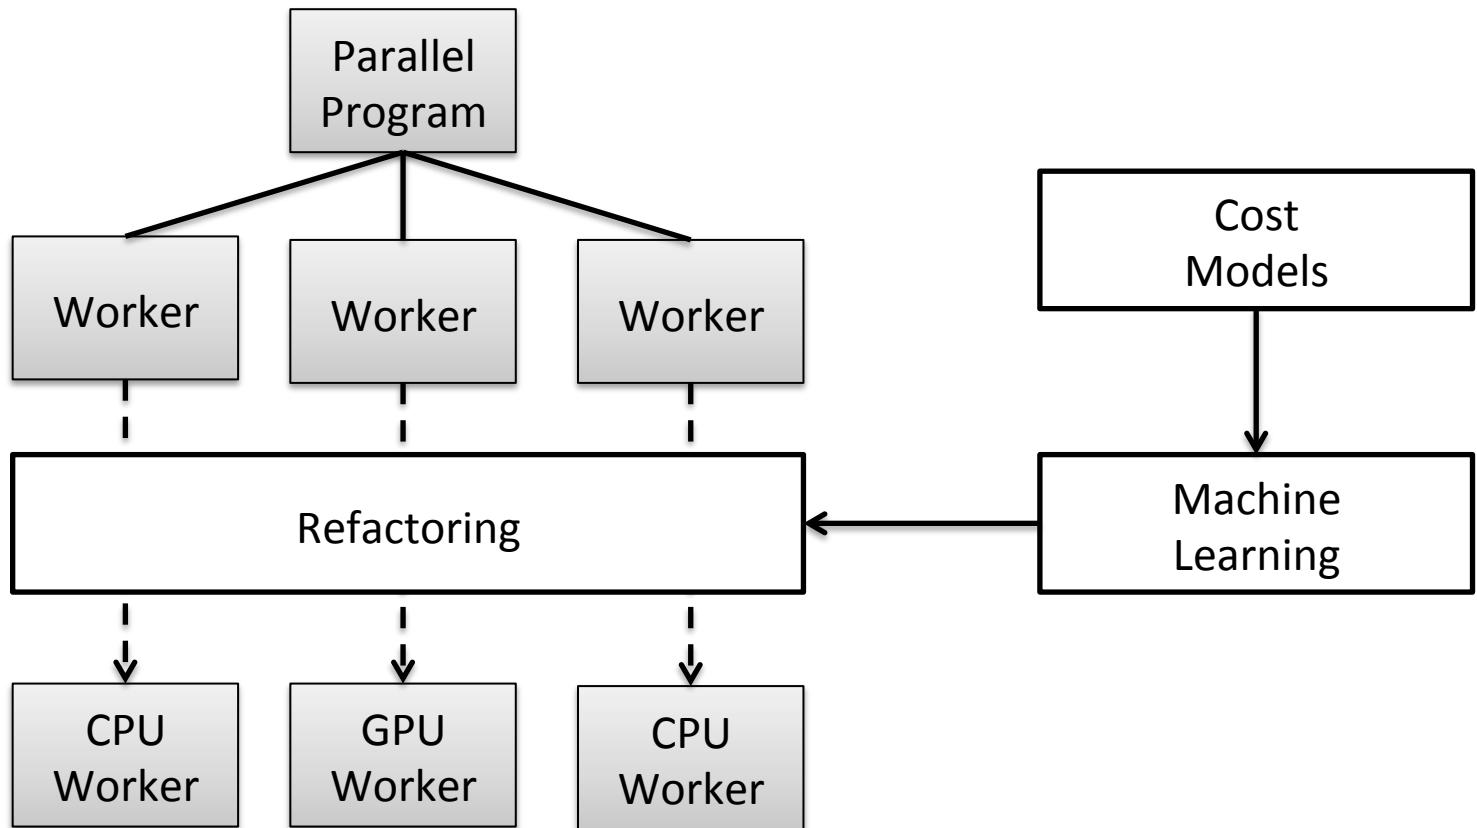 Parallel
Program
Worker
Worker
Worker
Cost
Models
Refactoring
Machine
Learning
CPU
Worker
GPU
Worker
CPU
Worker